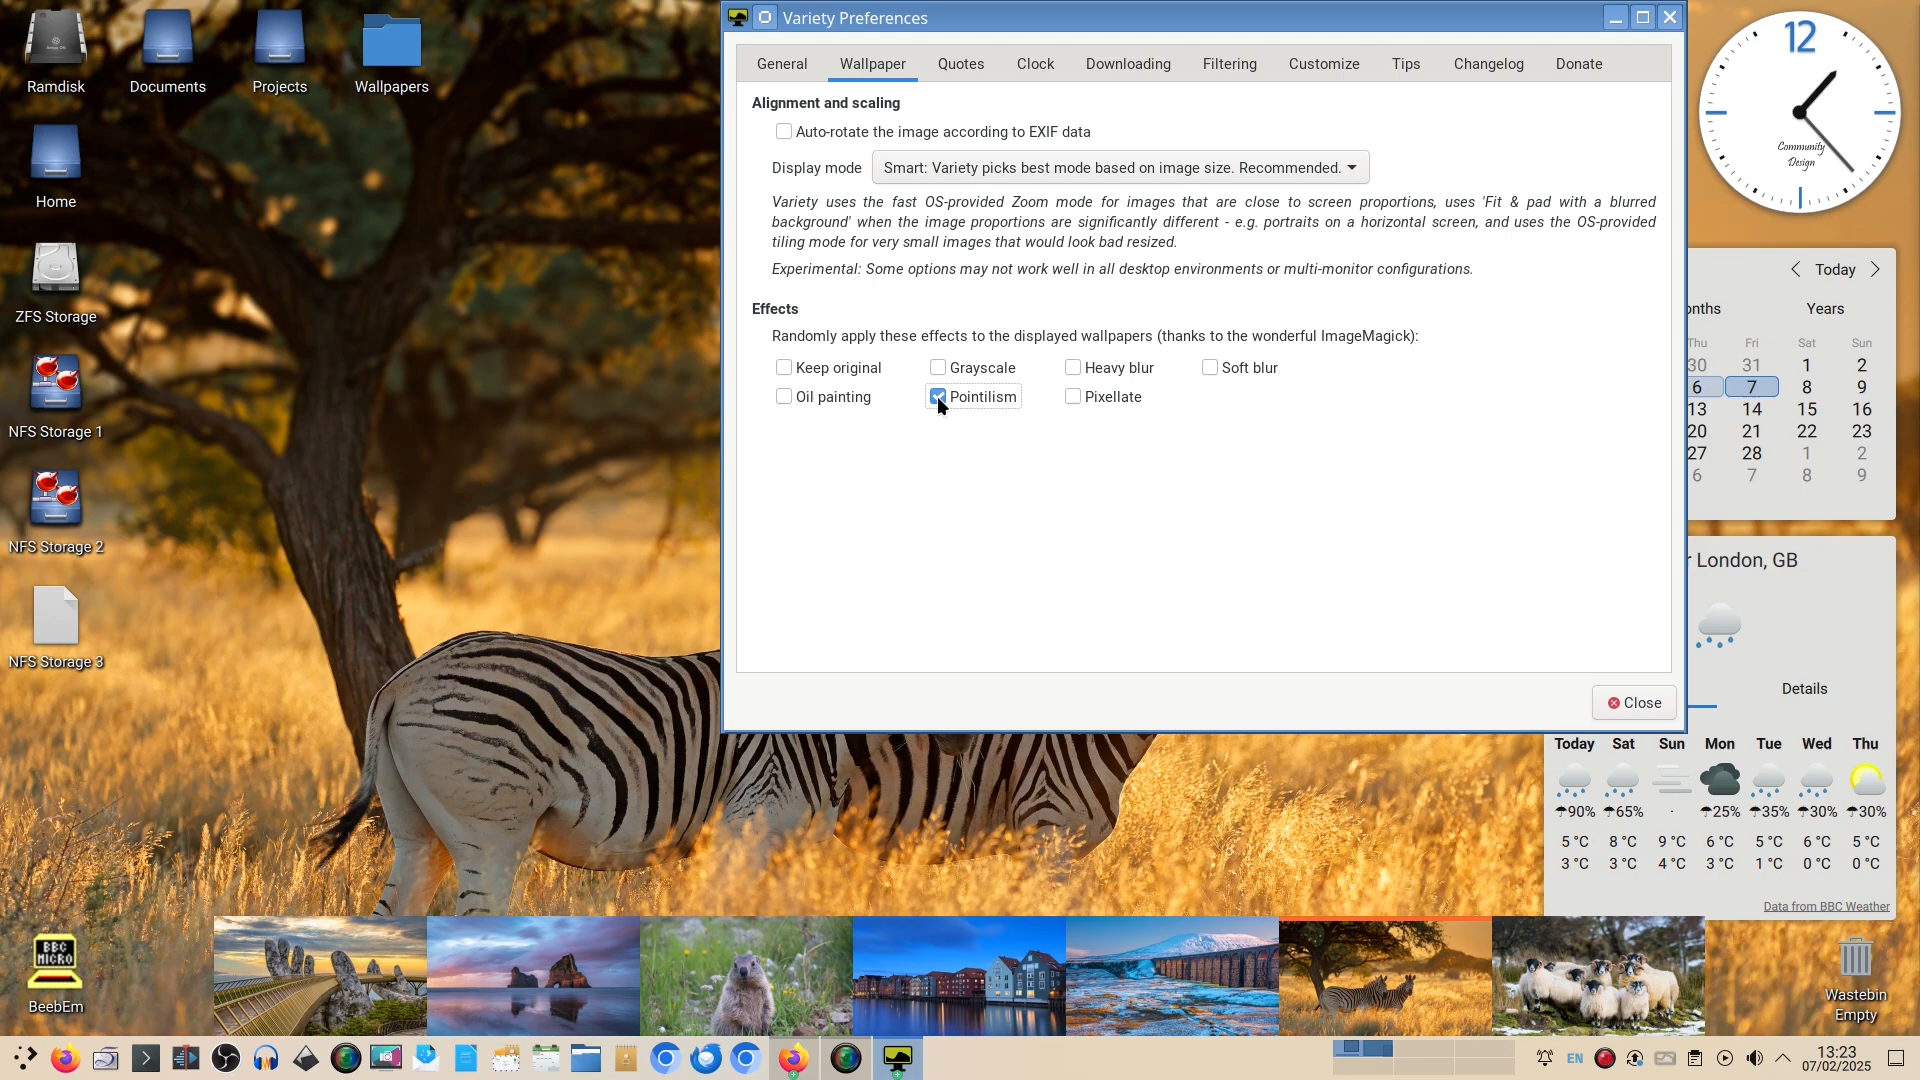 Variety Preferences
General Wallpaper Quotes Clock Downloading Filtering Customize Tips Changelog Donate
Alignment and scaling
Auto-rotate the image according to EXIF data
Display mode Smart: Variety picks best mode based on image size. Recommended.
Variety uses the fast OS-provided Zoom mode for images that are close to screen proportions, uses 'Fit & pad with a blurred
background' when the image proportions are significantly different - e.g. portraits on a horizontal screen, and uses the OS-provided
tiling mode for very small images that would look bad resized.
Experimental: Some options may not work well in all desktop environments or multi-monitor configurations.
Effects
Randomly apply these effects to the displayed wallpapers (thanks to the wonderful ImageMagick):
Keep original Grayscale Heavy blur Soft blur
Oil painting Pointilism Pixellate
Close
Ramdisk
Documents
Projects
Wallpapers
Home
ZFS Storage
NFS Storage 1
NFS Storage 2
NFS Storage 3
BBC
MICRO
BeebEm
12
Community
Design
Today
onths Years
Thu Fri Sat Sun
30 31 1 2
6 7 8 9
13 14 15 16
20 21 22 23
27 28 1 2
6 7 8 9
r London, GB
Details
Today Sat Sun Mon Tue Wed Thu
90% 65% . 25% 35% 30% 30%
5 °C 8 °C 9 °C 6 °C 5 °C 6 °C 5 °C
3 °C 3 °C 4 °C 3 °C 1 °C 0 °C 0 °C
Data from BBC Weather
Wastebin
Empty
EN
13:23
07/02/2025